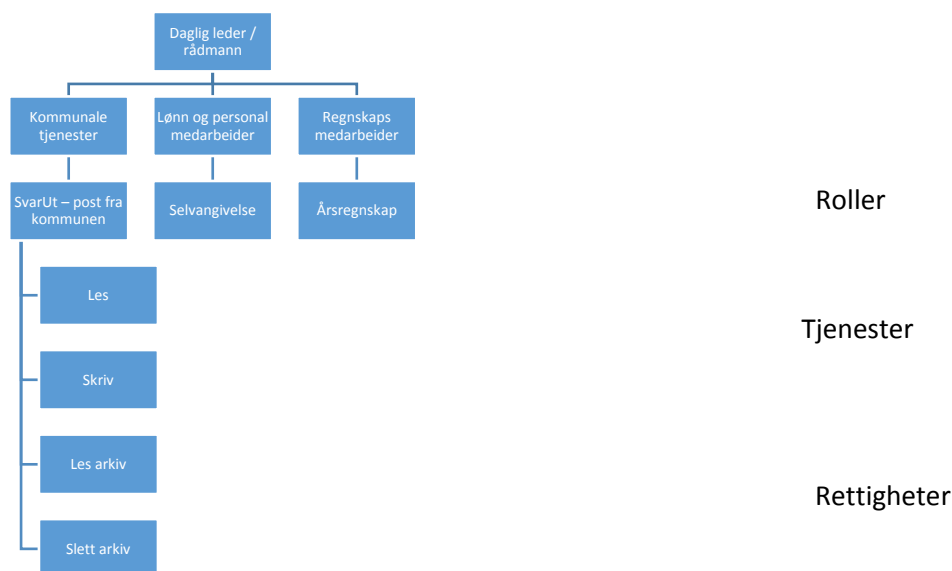 Daglig leder /
rådmann
Kommunale
tjenester
Lønn og personal
medarbeider
Regnskaps
medarbeider
SvarUt – post fra
kommunen
Selvangivelse
Årsregnskap
Roller
Les
Tjenester
Skriv
Les arkiv
Rettigheter
Slett arkiv